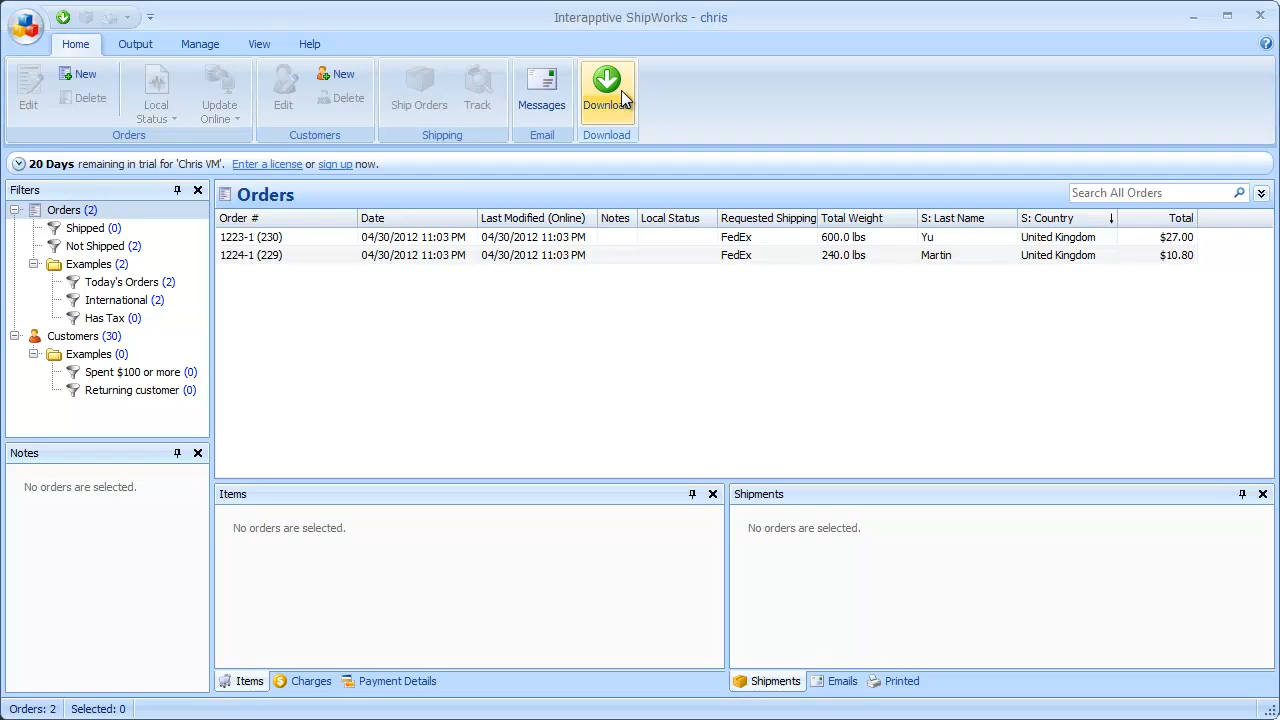 Interapptive ShipWorks - chris
Home Output Manage View Help
Edit New Delete Local Status Update Online
Orders
Edit New Delete
Customers
Ship Orders Track
Shipping
Messages
Email
Download
Download
20 Days remaining in trial for 'Chris VM'. Enter a license or sign up now.
Filters
Orders (2)
Shipped (0)
Not Shipped (2)
Examples (2)
Today's Orders (2)
International (2)
Has Tax (0)
Customers (30)
Examples (0)
Spent $100 or more (0)
Returning customer (0)
Notes
No orders are selected.
Orders
Search All Orders
Order # Date Last Modified (Online) Notes Local Status Requested Shipping Total Weight S: Last Name S: Country Total
1223-1 (230) 04/30/2012 11:03 PM 04/30/2012 11:03 PM FedEx 600.0 lbs Yu United Kingdom $27.00
1224-1 (229) 04/30/2012 11:03 PM 04/30/2012 11:03 PM FedEx 240.0 lbs Martin United Kingdom $10.80
Items
No orders are selected.
Items Charges Payment Details
Shipments
No orders are selected.
Shipments Emails Printed
Orders: 2 Selected: 0